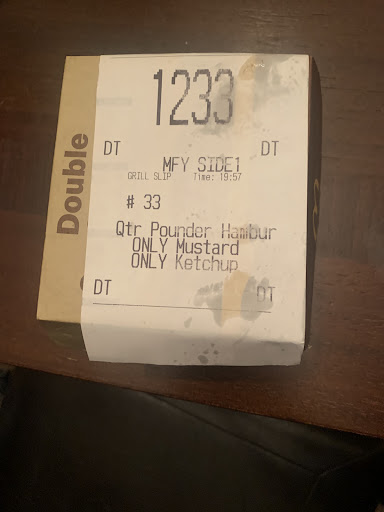 1233
DT DT
MFY SIDE1
GRILL SLIP Time: 19:57
# 33
Qtr Pounder Hambur
ONLY Mustard
ONLY Ketchup
DT DT
Double